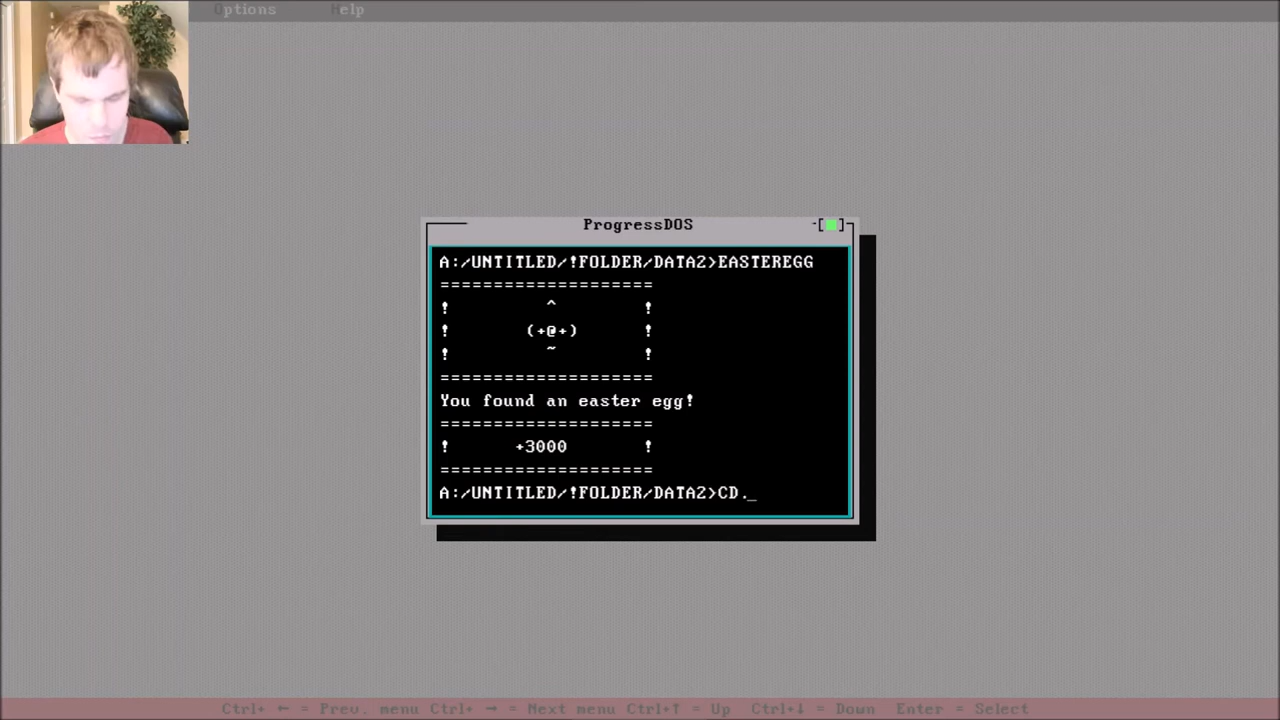 Options Help
ProgressDOS
A:/UNTITLED/!FOLDER/DATA2>EASTEREGG
====================
! ^ !
! (+@+) !
! ~ !
====================
You found an easter egg!
====================
! +3000 !
====================
A:/UNTITLED/!FOLDER/DATA2>CD._
Ctrl+ ← = Prev. menu Ctrl+ → = Next menu Ctrl+↑ = Up Ctrl+↓ = Down Enter = Select